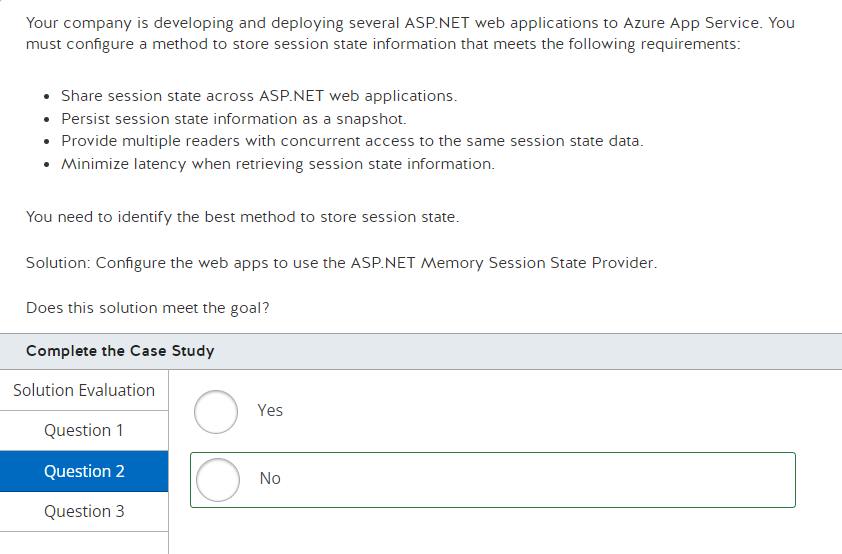 Your company is developing and deploying several ASP.NET web applications to Azure App Service. You
must configure a method to store session state information that meets the following requirements:
• Share session state across ASP.NET web applications.
• Persist session state information as a snapshot.
• Provide multiple readers with concurrent access to the same session state data.
• Minimize latency when retrieving session state information.
You need to identify the best method to store session state.
Solution: Configure the web apps to use the ASP.NET Memory Session State Provider.
Does this solution meet the goal?
Complete the Case Study
Solution Evaluation
Question 1
Question 2
Question 3
Yes
No